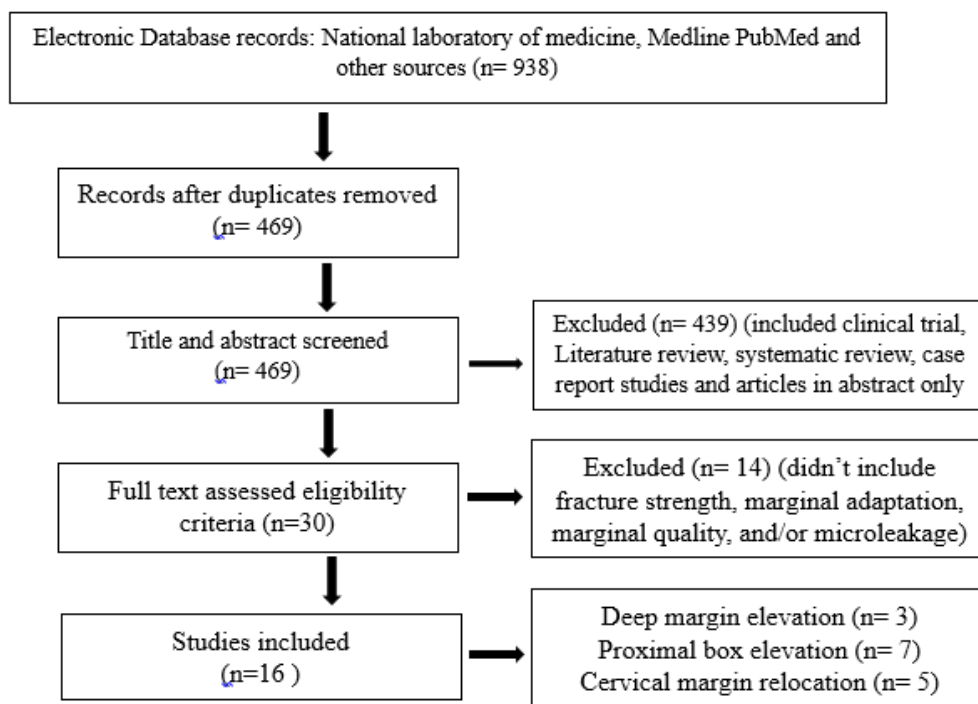 Electronic Database records: National laboratory of medicine, Medline PubMed and
other sources (n= 938)
Records after duplicates removed
(n= 469)
Title and abstract screened
(n= 469)
Excluded (n= 439) (included clinical trial,
Literature review, systematic review, case
report studies and articles in abstract only
Full text assessed eligibility
criteria (n=30)
Excluded (n= 14) (didn’t include
fracture strength, marginal adaptation,
marginal quality, and/or microleakage)
Studies included
(n=16 )
Deep margin elevation (n= 3)
Proximal box elevation (n= 7)
Cervical margin relocation (n= 5)